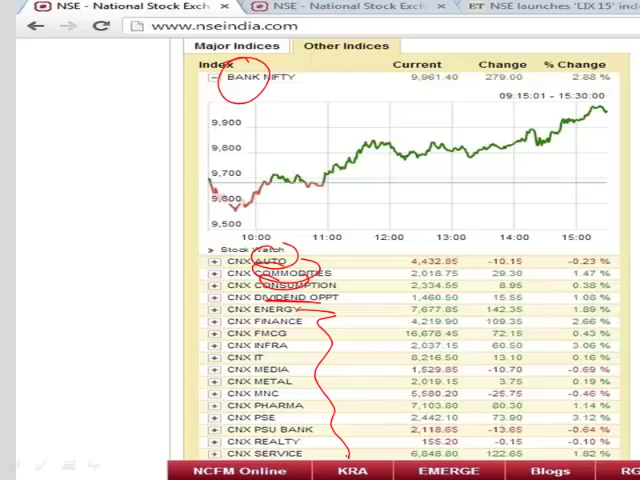 NSE - National Stock Exch × NSE - National Stock Exch × ET NSE launches 'LIX 15' ind
www.nseindia.com
Major Indices Other Indices
Index Current Change % Change
BANK NIFTY 9,961.40 279.00 2.88 %
09:15:01 - 15:30:00
9,900
9,800
9,700
9,600
9,500
10:00 11:00 12:00 13:00 14:00 15:00
Stock Watch
CNX AUTO 4,432.85 -10.15 -0.23 %
CNX COMMODITIES 2,018.75 29.30 1.47 %
CNX CONSUMPTION 2,334.55 8.95 0.38 %
CNX DIVIDEND OPPT 1,460.50 15.55 1.08 %
CNX ENERGY 7,677.85 142.35 1.89 %
CNX FINANCE 4,219.90 109.35 2.66 %
CNX FMCG 16,678.45 72.15 0.43 %
CNX INFRA 2,037.15 60.50 3.06 %
CNX IT 8,216.50 13.10 0.16 %
CNX MEDIA 1,529.85 -10.70 -0.69 %
CNX METAL 2,019.15 3.75 0.19 %
CNX MNC 5,580.20 -25.75 -0.46 %
CNX PHARMA 7,103.80 80.30 1.14 %
CNX PSE 2,442.10 73.90 3.12 %
CNX PSU BANK 2,118.65 -13.65 -0.64 %
CNX REALTY 155.20 -0.15 -0.10 %
CNX SERVICE 6,848.80 122.65 1.82 %
NCFM Online KRA EMERGE Blogs RG